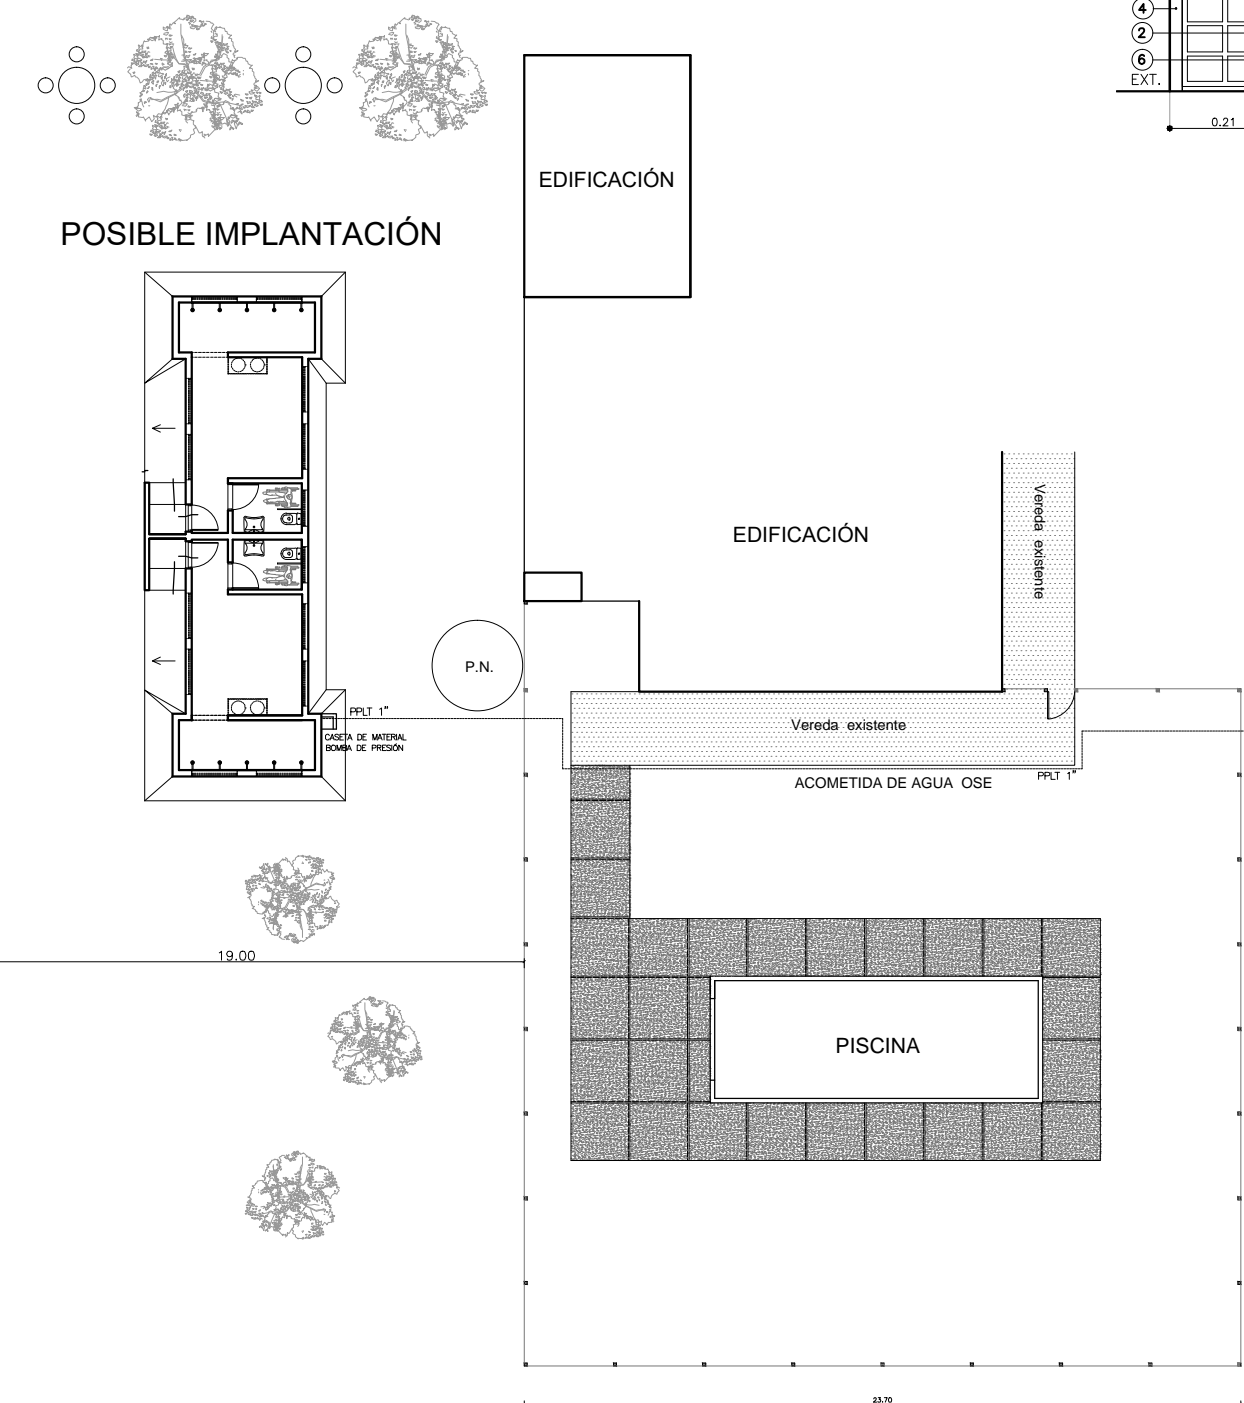 4
2
6
EXT.
0.21
EDIFICACIÓN
POSIBLE IMPLANTACIÓN
Vereda existente
EDIFICACIÓN
P.N.
PPLT 1"
CASETA DE MATERIAL
BOMBA DE PRESIÓN
Vereda existente
ACOMETIDA DE AGUA OSE
PPLT 1"
19.00
PISCINA
23.70